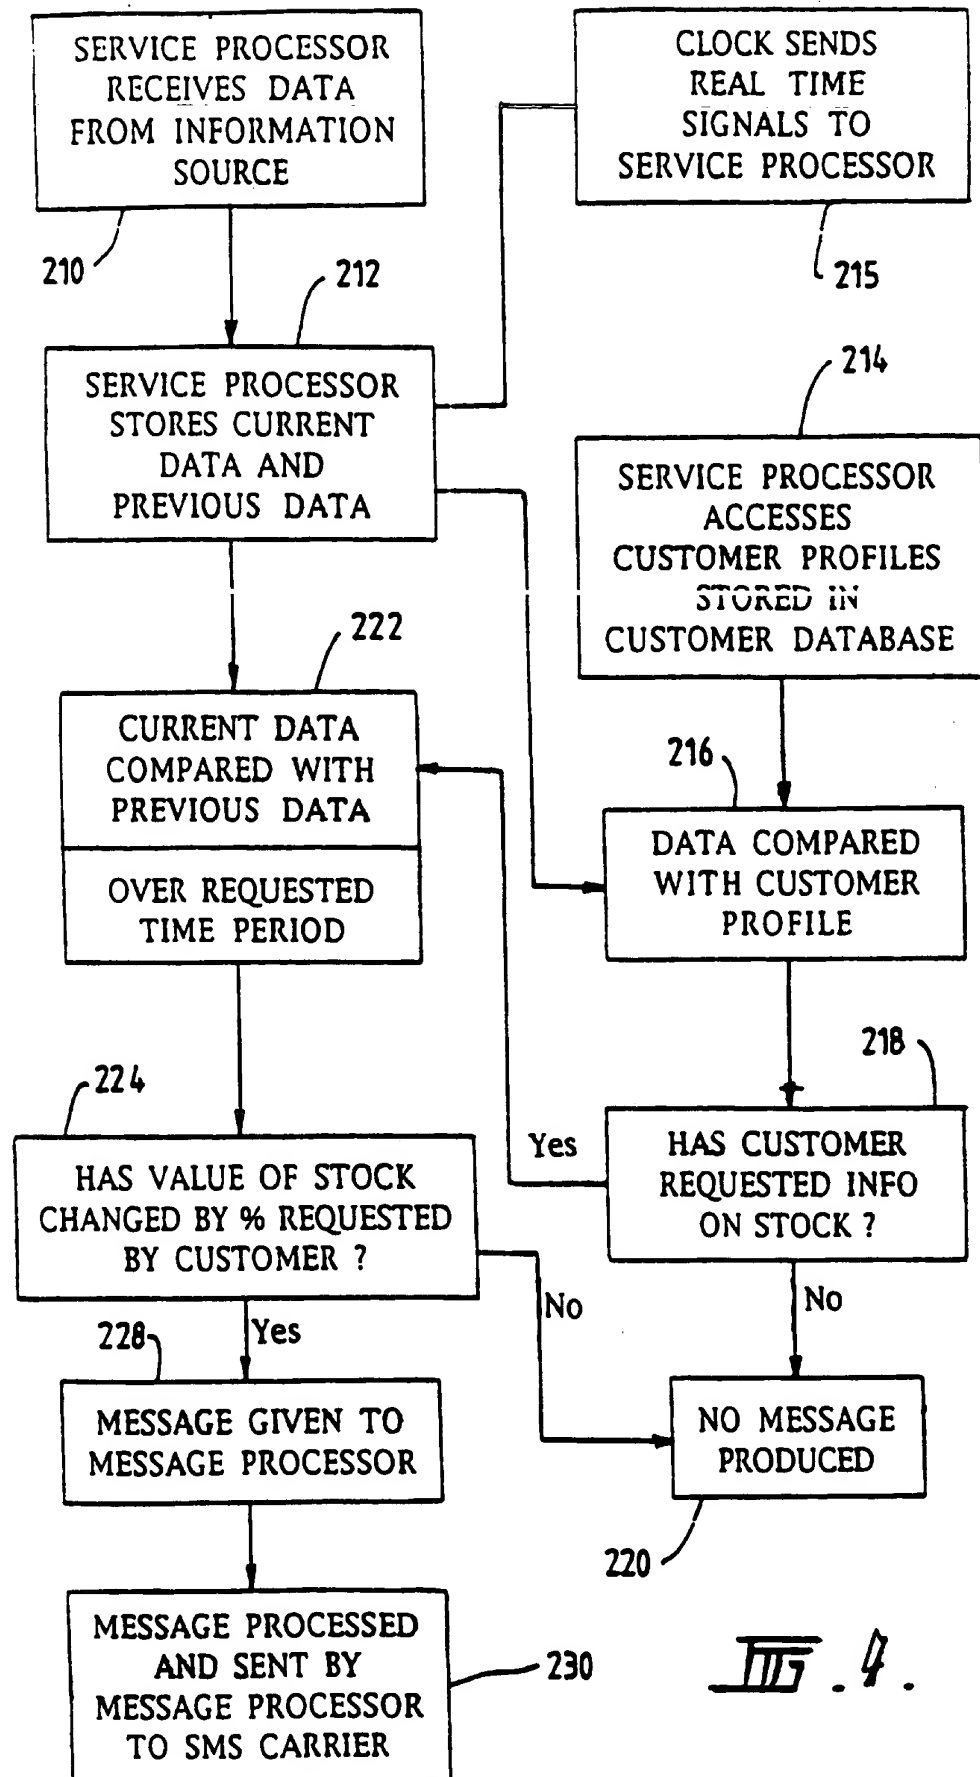 SERVICE PROCESSOR
RECEIVES DATA
FROM INFORMATION
SOURCE
210
CLOCK SENDS
REAL TIME
SIGNALS TO
SERVICE PROCESSOR
215
212
SERVICE PROCESSOR
STORES CURRENT
DATA AND
PREVIOUS DATA
214
SERVICE PROCESSOR
ACCESSES
CUSTOMER PROFILES
STORED IN
CUSTOMER DATABASE
222
CURRENT DATA
COMPARED WITH
PREVIOUS DATA
OVER REQUESTED
TIME PERIOD
216
DATA COMPARED
WITH CUSTOMER
PROFILE
218
HAS CUSTOMER
REQUESTED INFO
ON STOCK ?
Yes
No
224
HAS VALUE OF STOCK
CHANGED BY % REQUESTED
BY CUSTOMER ?
No
Yes
228
MESSAGE GIVEN TO
MESSAGE PROCESSOR
NO MESSAGE
PRODUCED
220
MESSAGE PROCESSED
AND SENT BY
MESSAGE PROCESSOR
TO SMS CARRIER
230
FIG. 4.